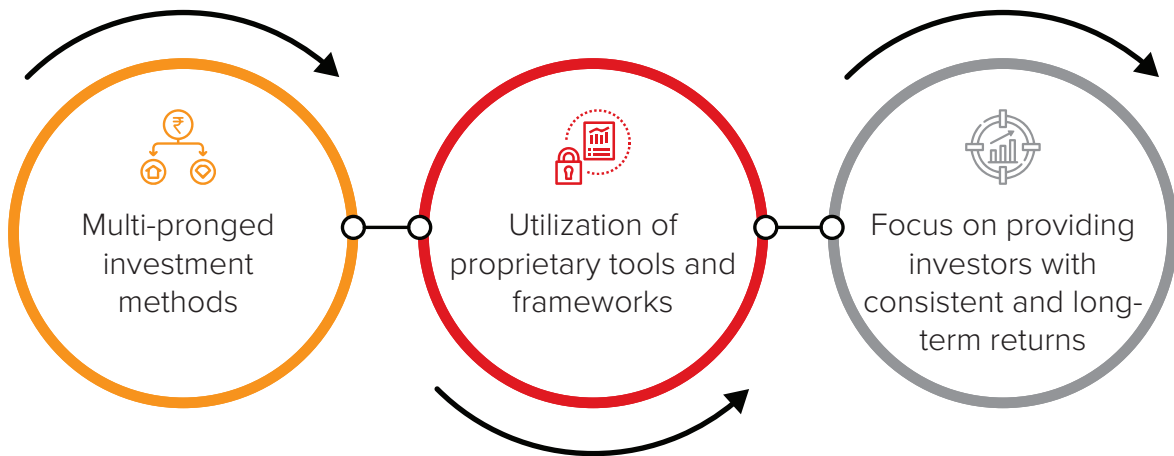 ₹
Multi-pronged
investment
methods
Utilization of
proprietary tools and
frameworks
Focus on providing
investors with
consistent and long-
term returns